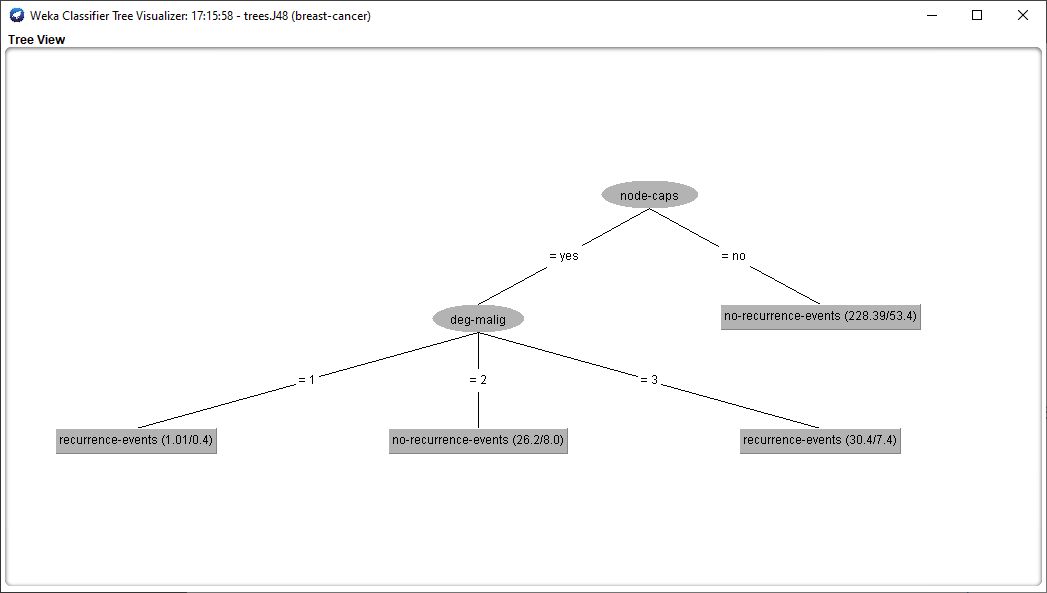 Weka Classifier Tree Visualizer: 17:15:58 - trees.J48 (breast-cancer)
Tree View
node-caps
= yes
= no
deg-malig
no-recurrence-events (228.39/53.4)
= 1
= 2
= 3
recurrence-events (1.01/0.4)
no-recurrence-events (26.2/8.0)
recurrence-events (30.4/7.4)